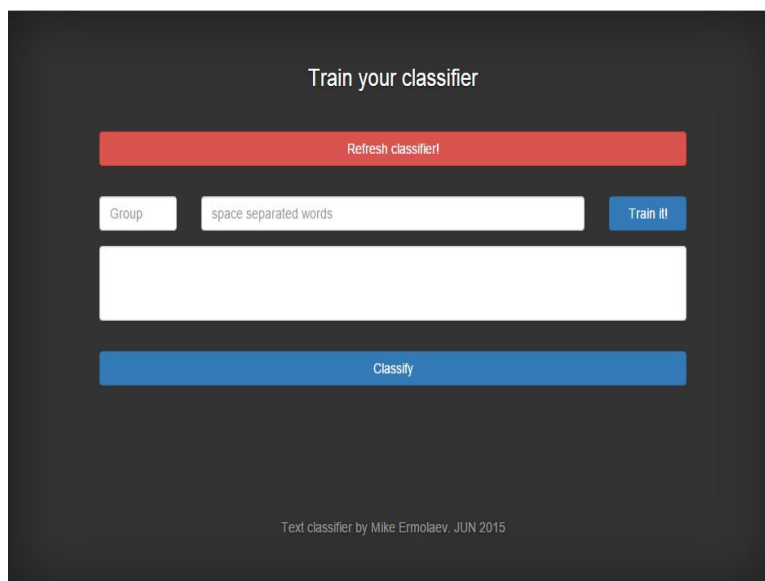 Train your classifier
Refresh classifier!
Group
space separated words
Train it!
Classify
Text classifier by Mike Ermolaev. JUN 2015